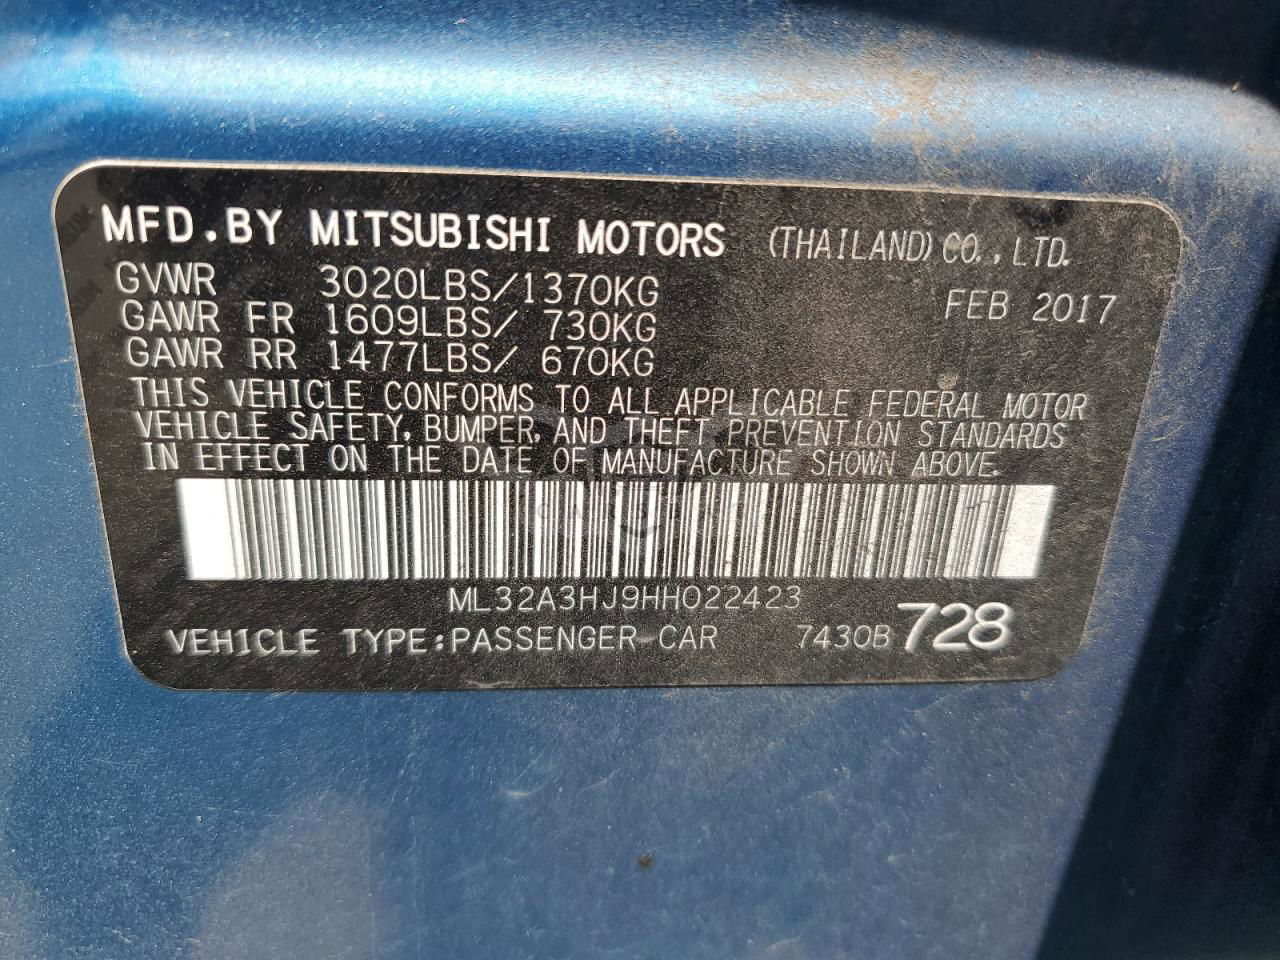 MFD.BY MITSUBISHI MOTORS (THAILAND) CO., LTD.
GVWR 3020LBS/1370KG FEB 2017
GAWR FR 1609LBS/ 730KG
GAWR RR 1477LBS/ 670KG
THIS VEHICLE CONFORMS TO ALL APPLICABLE FEDERAL MOTOR
VEHICLE SAFETY, BUMPER, AND THEFT PREVENTION STANDARDS
IN EFFECT ON THE DATE OF MANUFACTURE SHOWN ABOVE.
ML32A3HJ9HH022423
VEHICLE TYPE:PASSENGER CAR 7430B 728